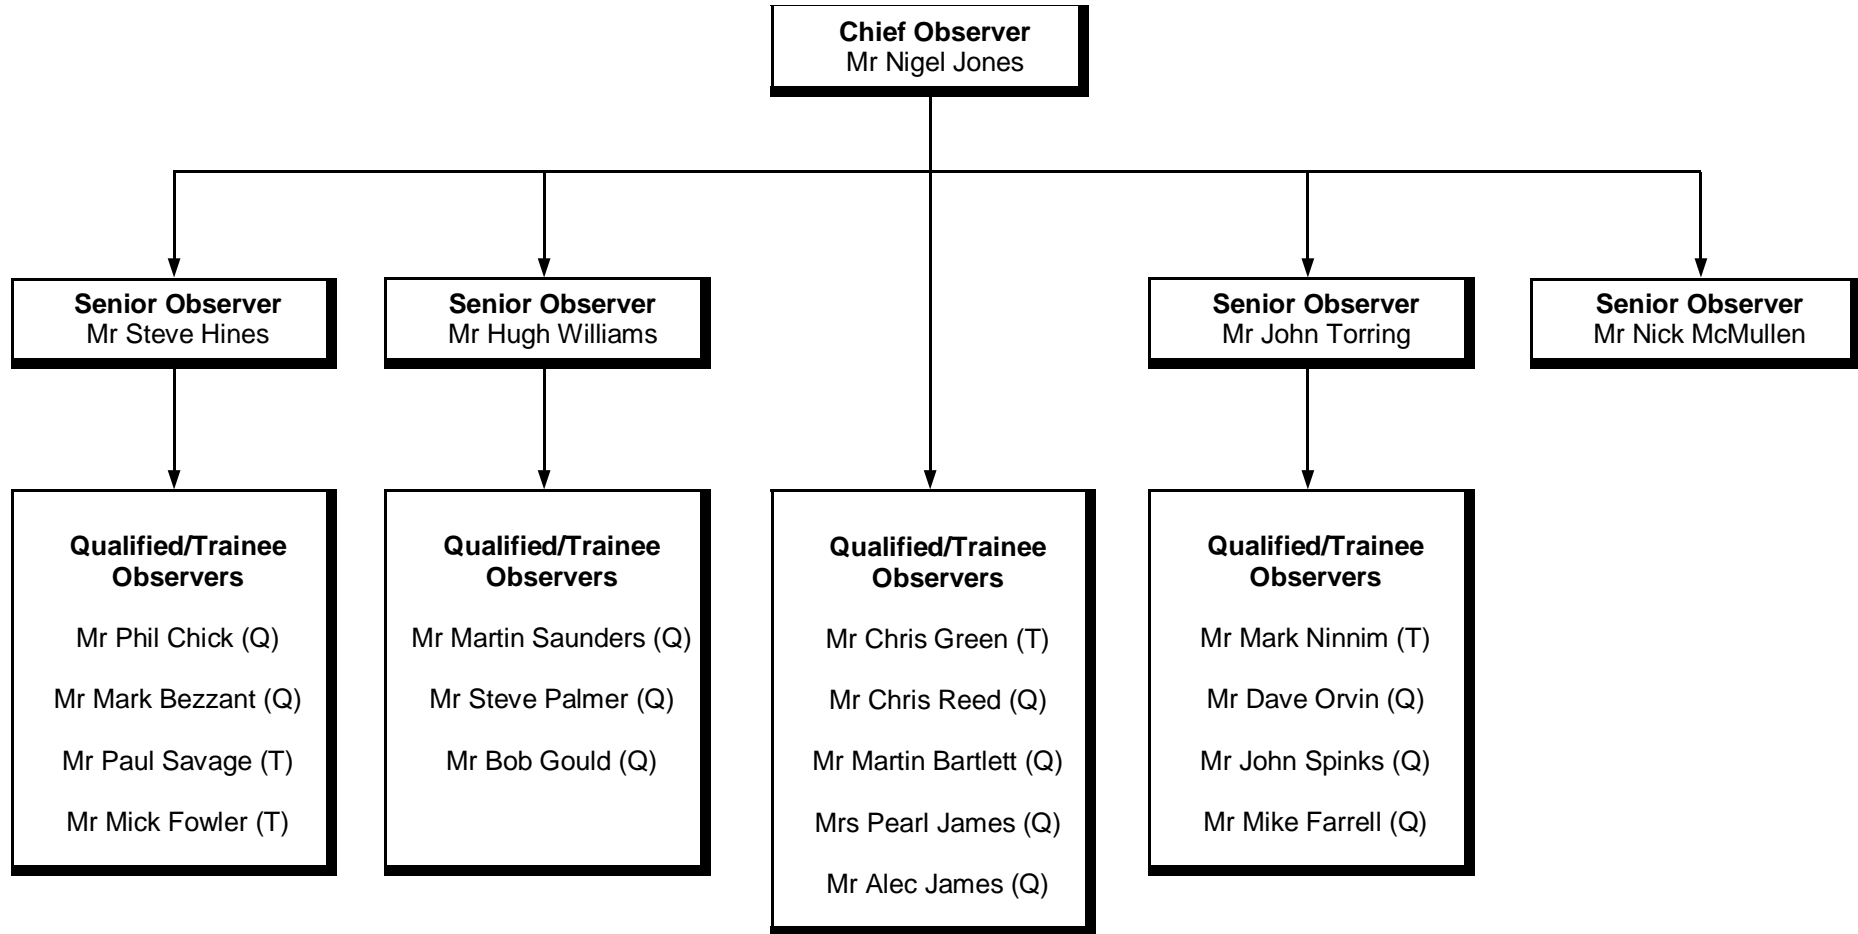 Chief Observer
Mr Nigel Jones
Senior Observer
Mr Steve Hines
Senior Observer
Mr Hugh Williams
Senior Observer
Mr John Torring
Senior Observer
Mr Nick McMullen
Qualified/Trainee
Observers
Mr Phil Chick (Q)
Mr Mark Bezzant (Q)
Mr Paul Savage (T)
Mr Mick Fowler (T)
Qualified/Trainee
Observers
Mr Martin Saunders (Q)
Mr Steve Palmer (Q)
Mr Bob Gould (Q)
Qualified/Trainee
Observers
Mr Chris Green (T)
Mr Chris Reed (Q)
Mr Martin Bartlett (Q)
Mrs Pearl James (Q)
Mr Alec James (Q)
Qualified/Trainee
Observers
Mr Mark Ninnim (T)
Mr Dave Orvin (Q)
Mr John Spinks (Q)
Mr Mike Farrell (Q)